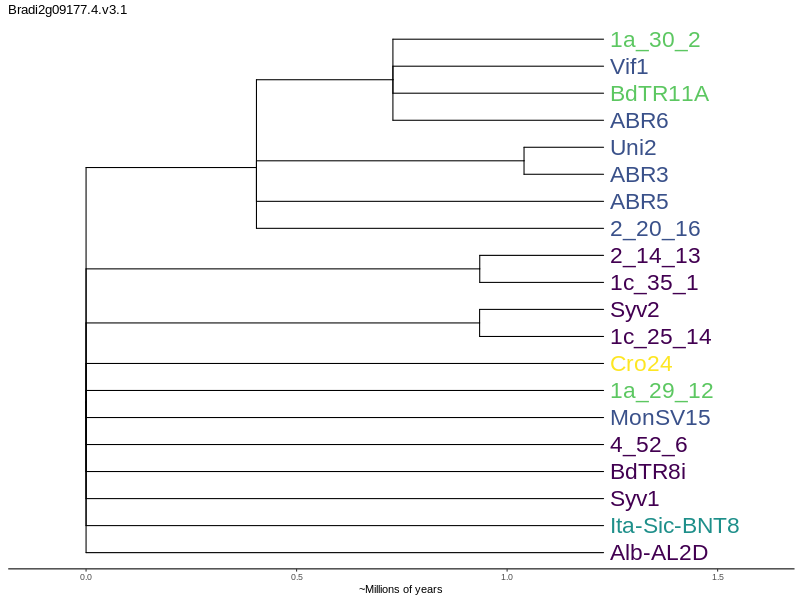 Bradi2g09177.4.v3.1
1a_30_2
Vif1
BdTR11A
ABR6
Uni2
ABR3
ABR5
2_20_16
2_14_13
1c_35_1
Syv2
1c_25_14
Cro24
1a_29_12
MonSV15
4_52_6
BdTR8i
Syv1
Ita-Sic-BNT8
Alb-AL2D
0.0 0.5 1.0 1.5
~Millions of years